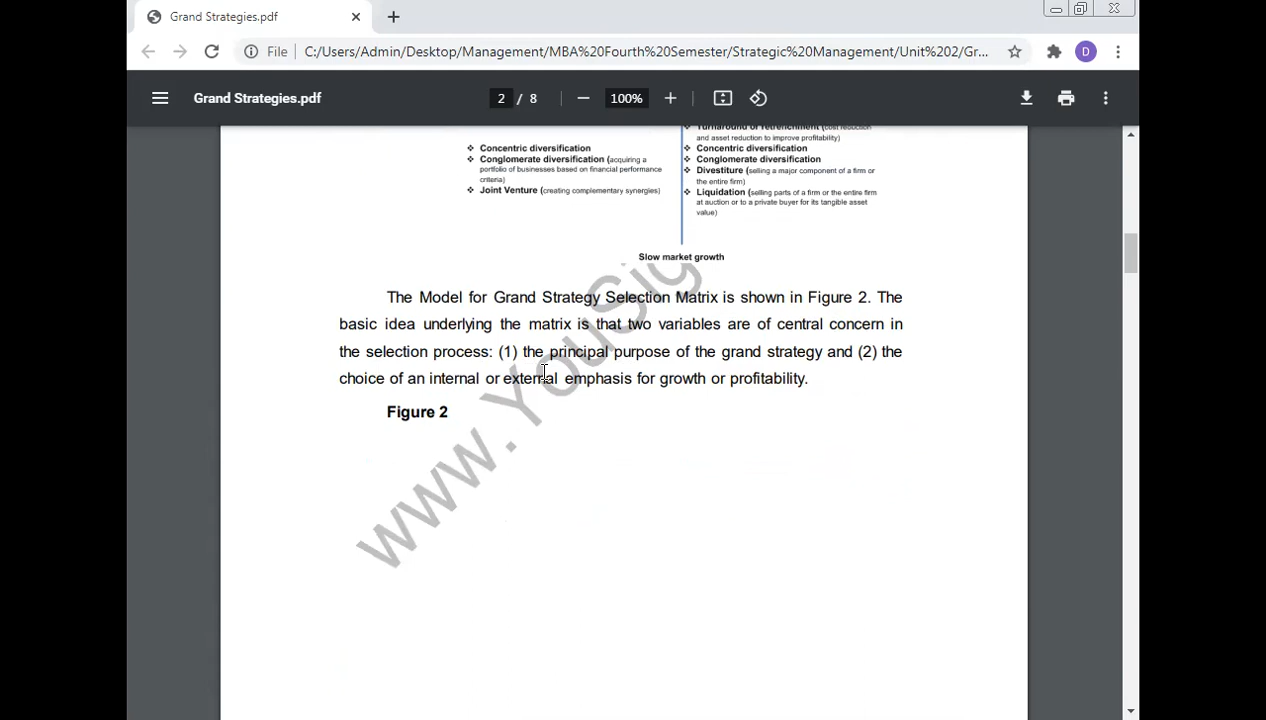 Grand Strategies.pdf
File
C:/Users/Admin/Desktop/Management/MBA%20Fourth%20Semester/Strategic%20Management/Unit%202/Gr...
D
Grand Strategies.pdf
2 / 8
100%
❖ Turnaround or retrenchment (cost reduction
and asset reduction to improve profitability)
❖ Concentric diversification
❖ Conglomerate diversification (acquiring a
portfolio of businesses based on financial performance
criteria)
❖ Joint Venture (creating complementary synergies)
❖ Concentric diversification
❖ Conglomerate diversification
❖ Divestiture (selling a major component of a firm or
the entire firm)
❖ Liquidation (selling parts of a firm or the entire firm
at auction or to a private buyer for its tangible asset
value)
Slow market growth
The Model for Grand Strategy Selection Matrix is shown in Figure 2. The
basic idea underlying the matrix is that two variables are of central concern in
the selection process: (1) the principal purpose of the grand strategy and (2) the
choice of an internal or external emphasis for growth or profitability.
Figure 2
www.YouSig